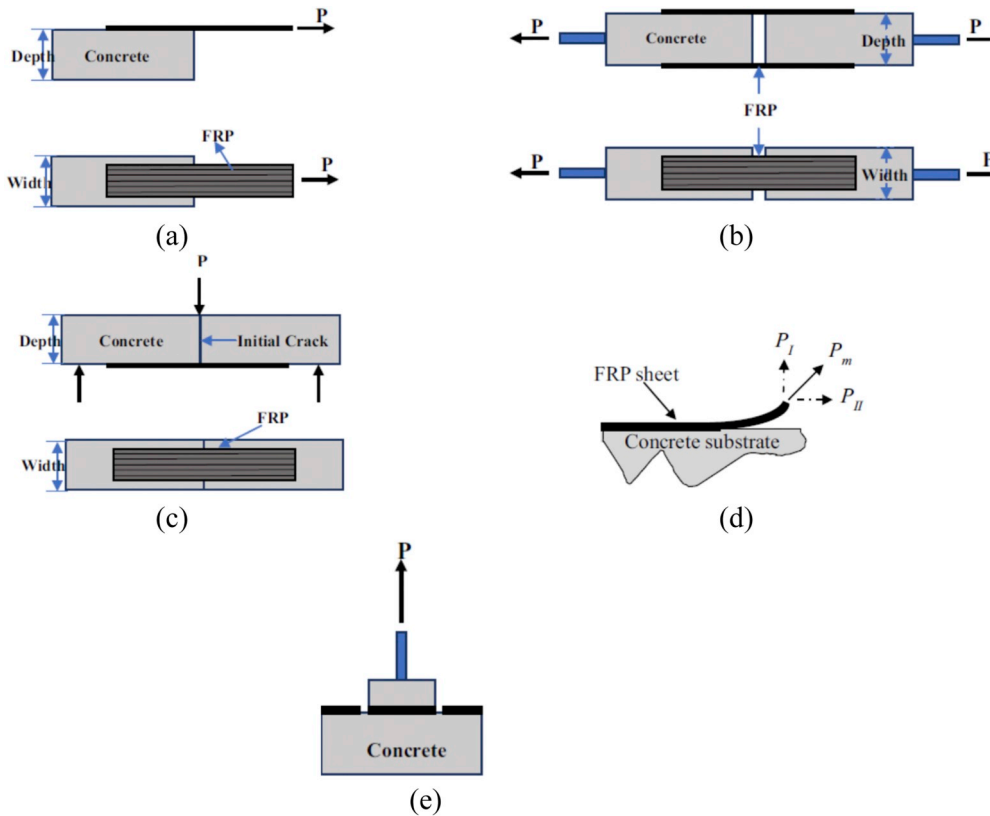 P
Depth
Concrete
FRP
Width
P
(a)
P
Concrete
Depth
P
FRP
P
Width
P
(b)
P
Depth
Concrete
Initial Crack
FRP
Width
(c)
P_I
P_m
FRP sheet
P_II
Concrete substrate
(d)
P
Concrete
(e)